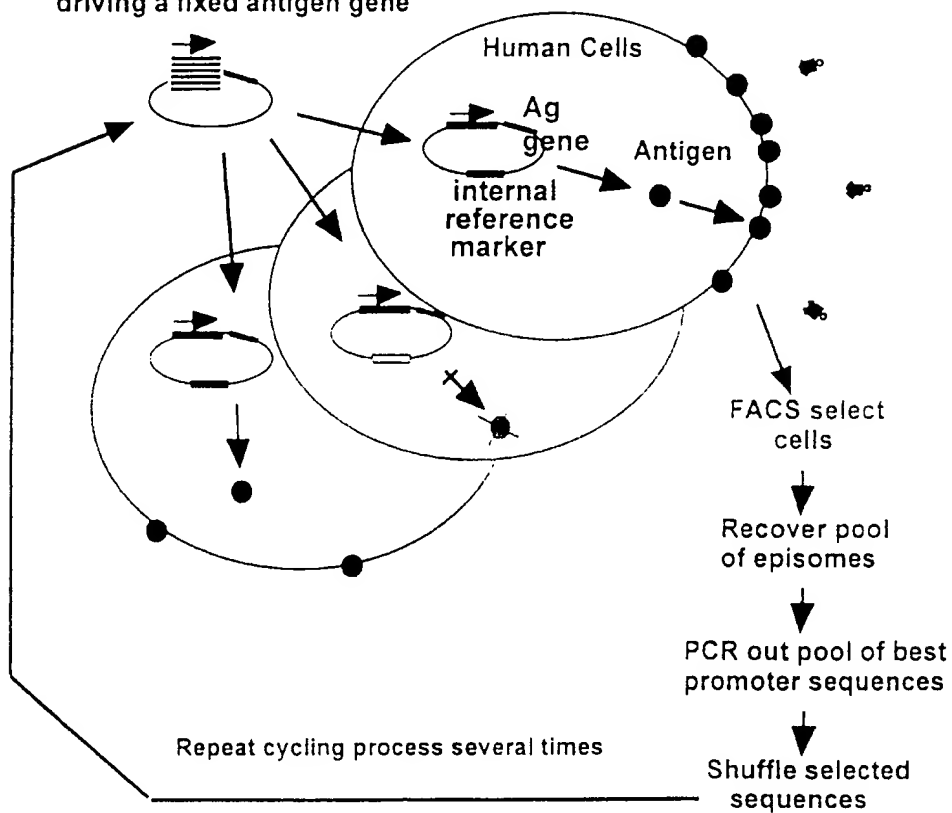 driving a fixed antigen gene
Human Cells
Ag
gene
Antigen
internal
reference
marker
FACS select
cells
Recover pool
of episomes
PCR out pool of best
promoter sequences
Repeat cycling process several times
Shuffle selected
sequences